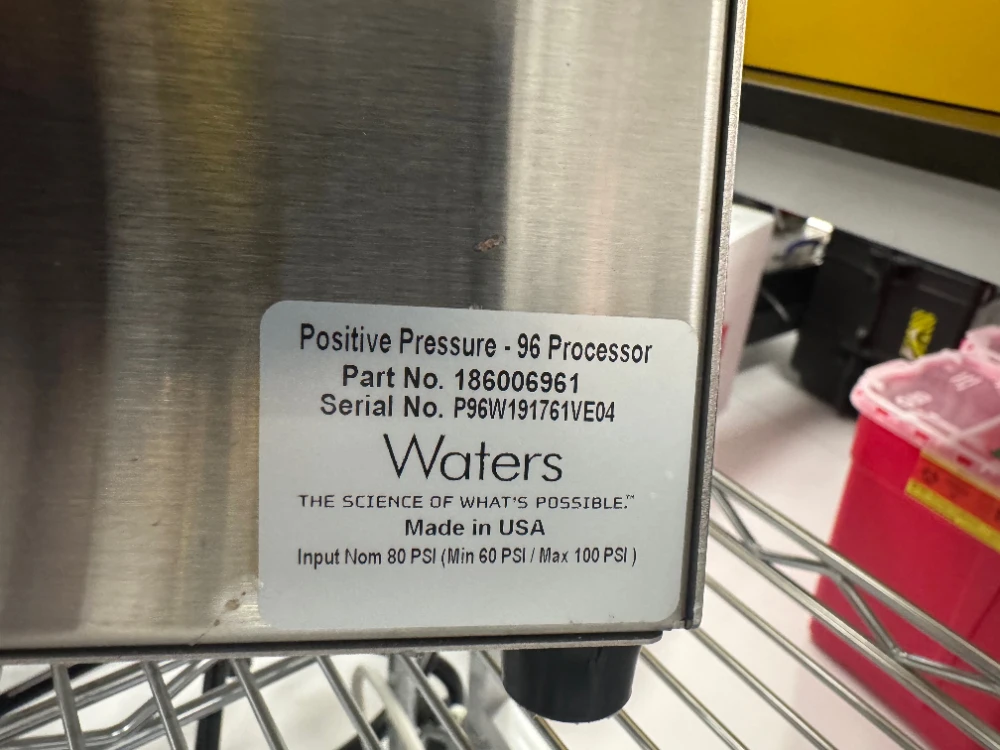 Positive Pressure - 96 Processor
Part No. 186006961
Serial No. P96W191761VE04
Waters
THE SCIENCE OF WHAT'S POSSIBLE.™
Made in USA
Input Nom 80 PSI (Min 60 PSI / Max 100 PSI )